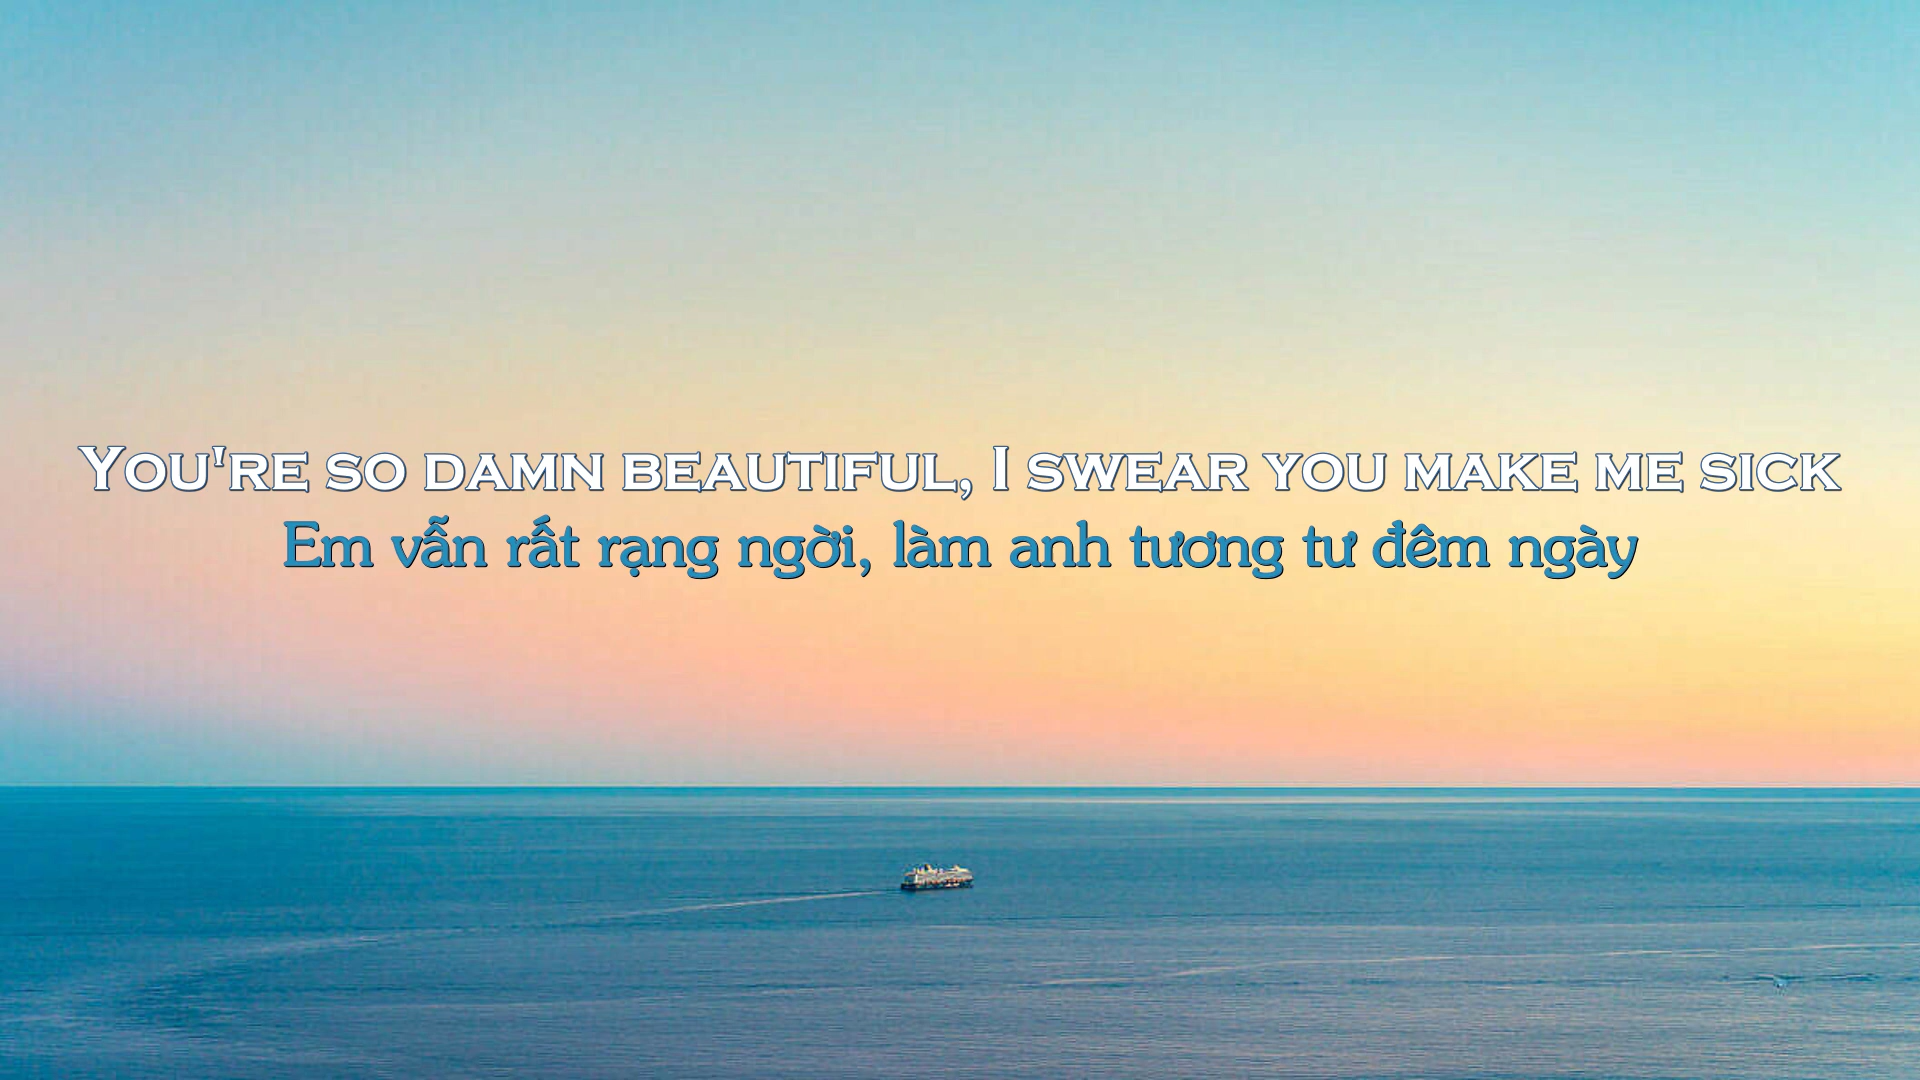 You're so damn beautiful, I swear you make me sick
Em vẫn rất rạng ngời, làm anh tương tư đêm ngày